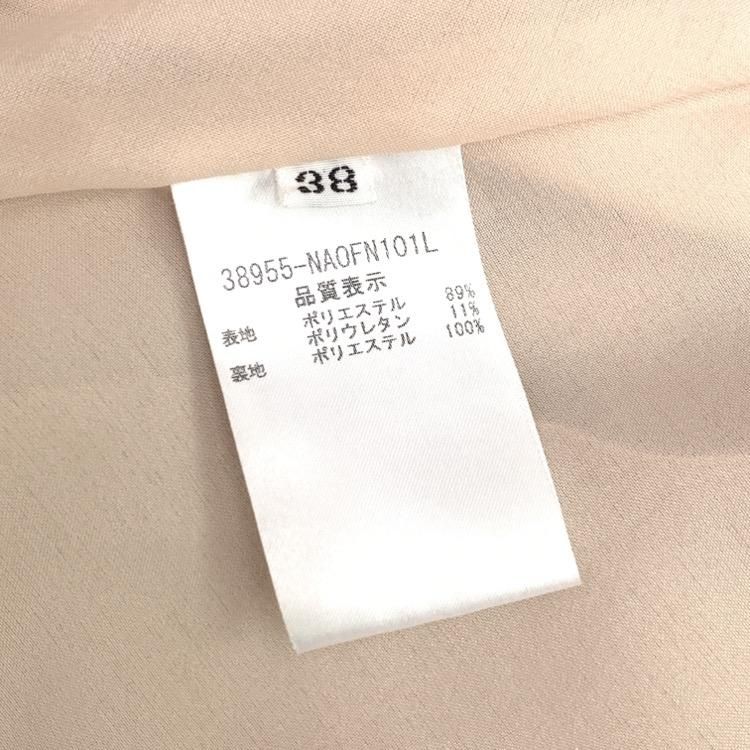 38
38955-NAOFN101L
品質表示
表地 ポリエステル 89%
ポリウレタン 11%
裏地 ポリエステル 100%